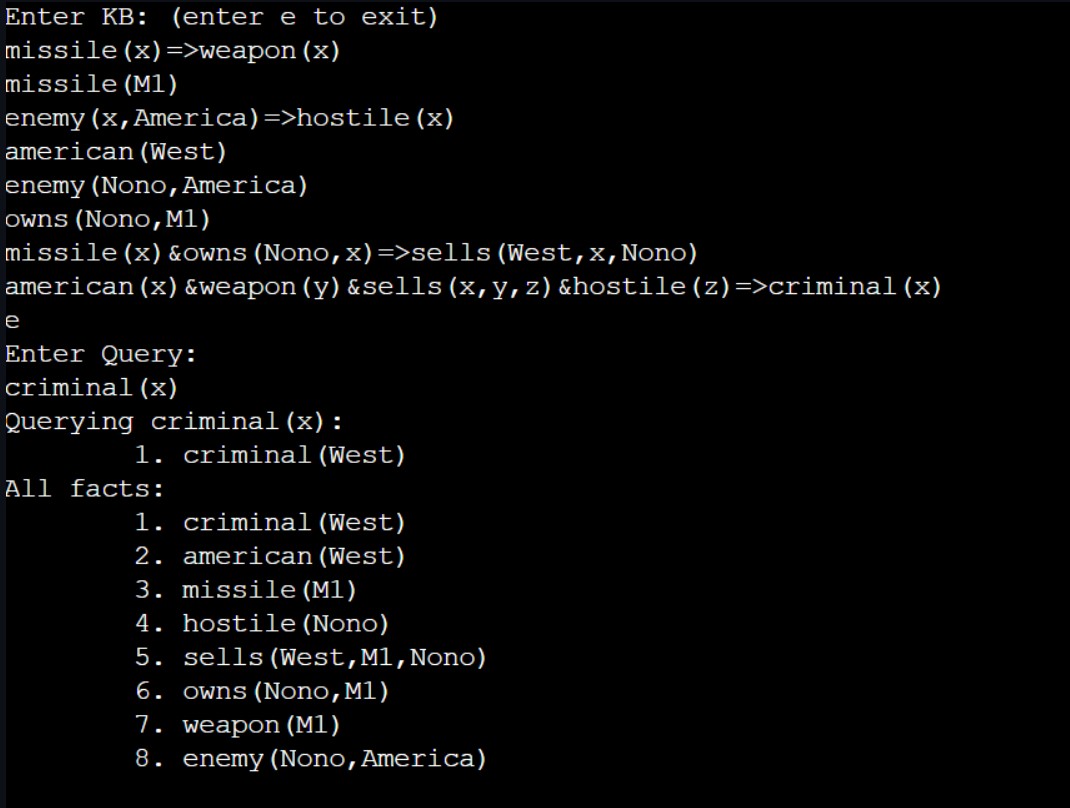 Enter KB: (enter e to exit)
missile(x)=>weapon(x)
missile(M1)
enemy(x,America)=>hostile(x)
american(West)
enemy(Nono,America)
owns(Nono,M1)
missile(x)&owns(Nono,x)=>sells(West,x,Nono)
american(x)&weapon(y)&sells(x,y,z)&hostile(z)=>criminal(x)
e
Enter Query:
criminal(x)
Querying criminal(x):
1. criminal(West)
All facts:
1. criminal(West)
2. american(West)
3. missile(M1)
4. hostile(Nono)
5. sells(West,M1,Nono)
6. owns(Nono,M1)
7. weapon(M1)
8. enemy(Nono,America)